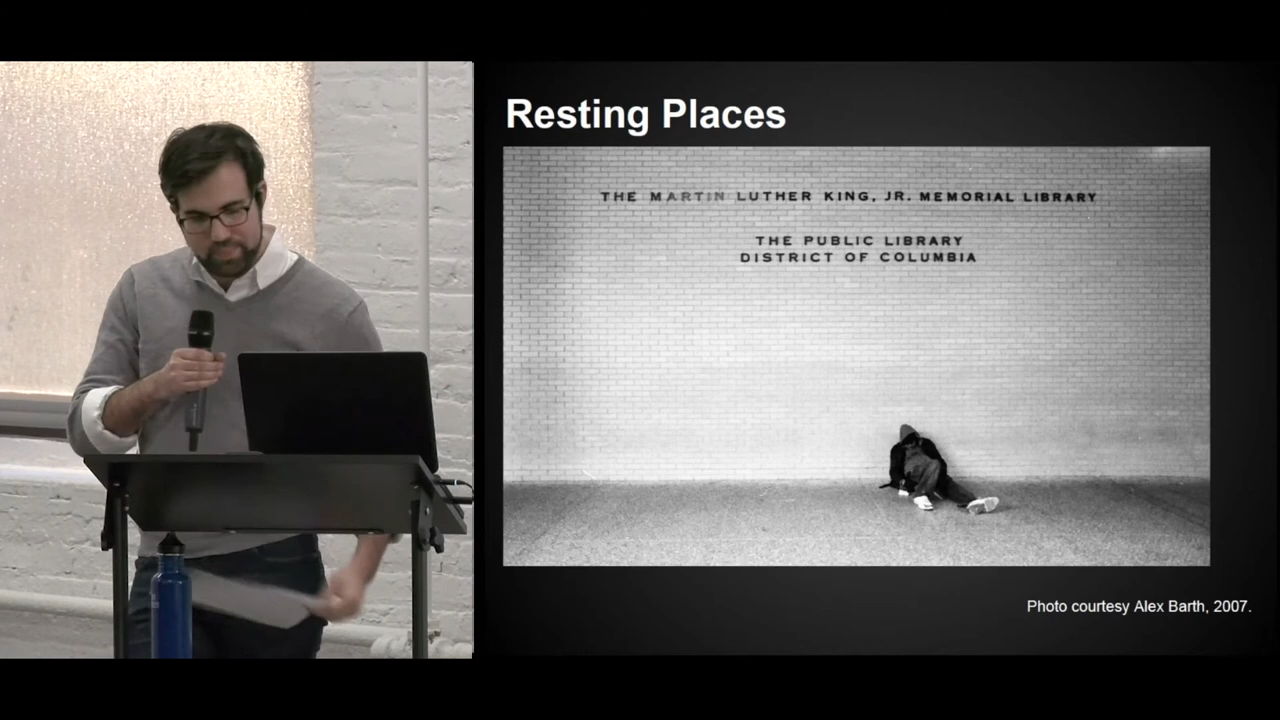 Resting Places
THE MARTIN LUTHER KING, JR. MEMORIAL LIBRARY
THE PUBLIC LIBRARY
DISTRICT OF COLUMBIA
Photo courtesy Alex Barth, 2007.